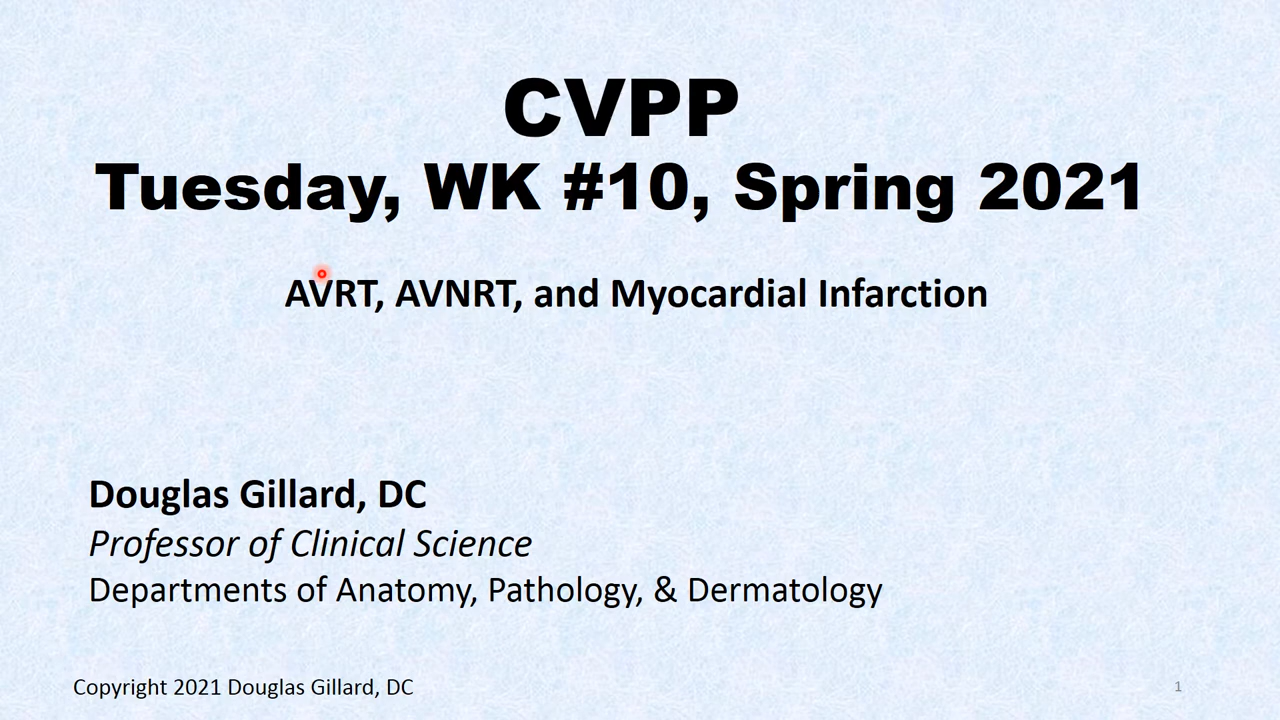 CVPP
Tuesday, WK #10, Spring 2021
AVRT, AVNRT, and Myocardial Infarction
Douglas Gillard, DC
Professor of Clinical Science
Departments of Anatomy, Pathology, & Dermatology
Copyright 2021 Douglas Gillard, DC
1